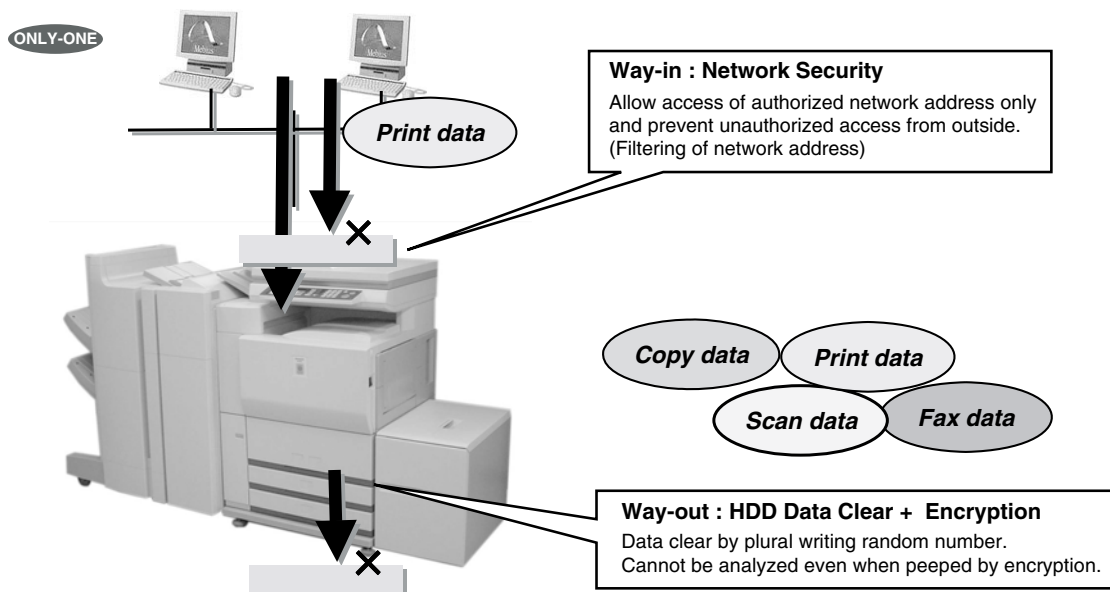 ONLY-ONE
Mebius
Mebius
Print data
Way-in : Network Security
Allow access of authorized network address only
and prevent unauthorized access from outside.
(Filtering of network address)
Copy data
Print data
Scan data
Fax data
Way-out : HDD Data Clear + Encryption
Data clear by plural writing random number.
Cannot be analyzed even when peeped by encryption.